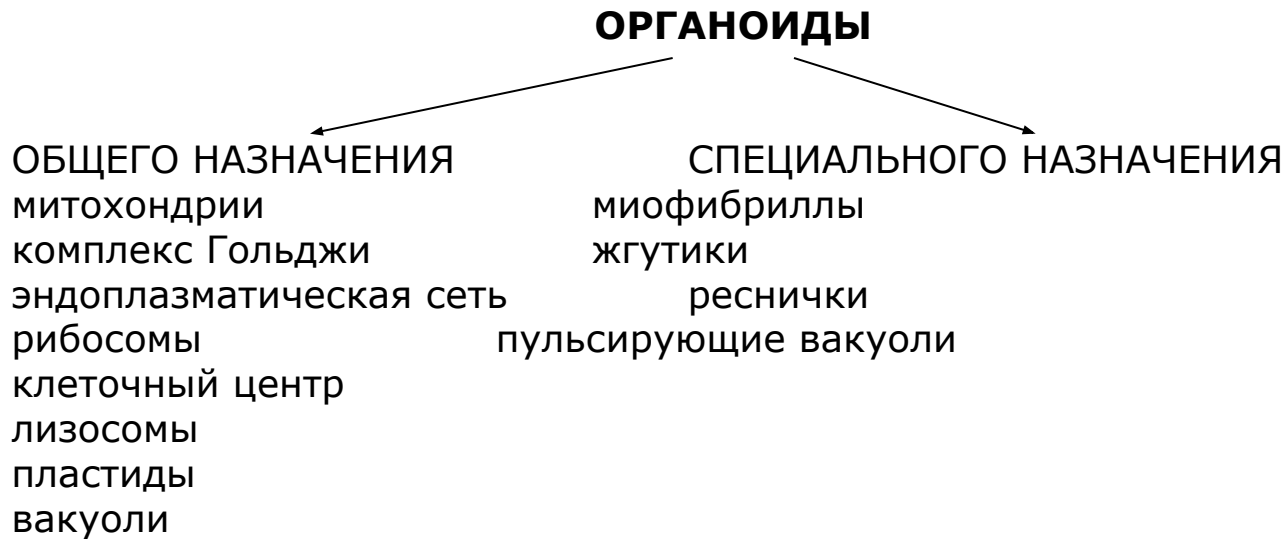 ОРГАНОИДЫ
ОБЩЕГО НАЗНАЧЕНИЯ СПЕЦИАЛЬНОГО НАЗНАЧЕНИЯ
митохондрии миофибриллы
комплекс Гольджи жгутики
эндоплазматическая сеть реснички
рибосомы пульсирующие вакуоли
клеточный центр
лизосомы
пластиды
вакуоли